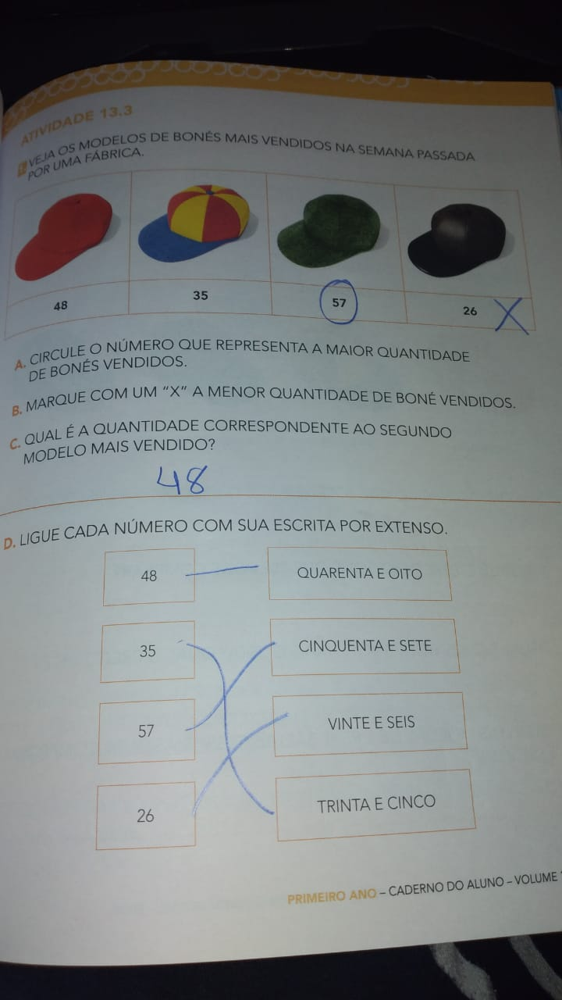 ATIVIDADE 13.3
1. VEJA OS MODELOS DE BONÉS MAIS VENDIDOS NA SEMANA PASSADA
POR UMA FÁBRICA.
48 35 57 26 X
A. CIRCULE O NÚMERO QUE REPRESENTA A MAIOR QUANTIDADE
DE BONÉS VENDIDOS.
B. MARQUE COM UM “X” A MENOR QUANTIDADE DE BONÉ VENDIDOS.
C. QUAL É A QUANTIDADE CORRESPONDENTE AO SEGUNDO
MODELO MAIS VENDIDO?
48
D. LIGUE CADA NÚMERO COM SUA ESCRITA POR EXTENSO.
48 QUARENTA E OITO
35 CINQUENTA E SETE
57 VINTE E SEIS
26 TRINTA E CINCO
PRIMEIRO ANO – CADERNO DO ALUNO – VOLUME